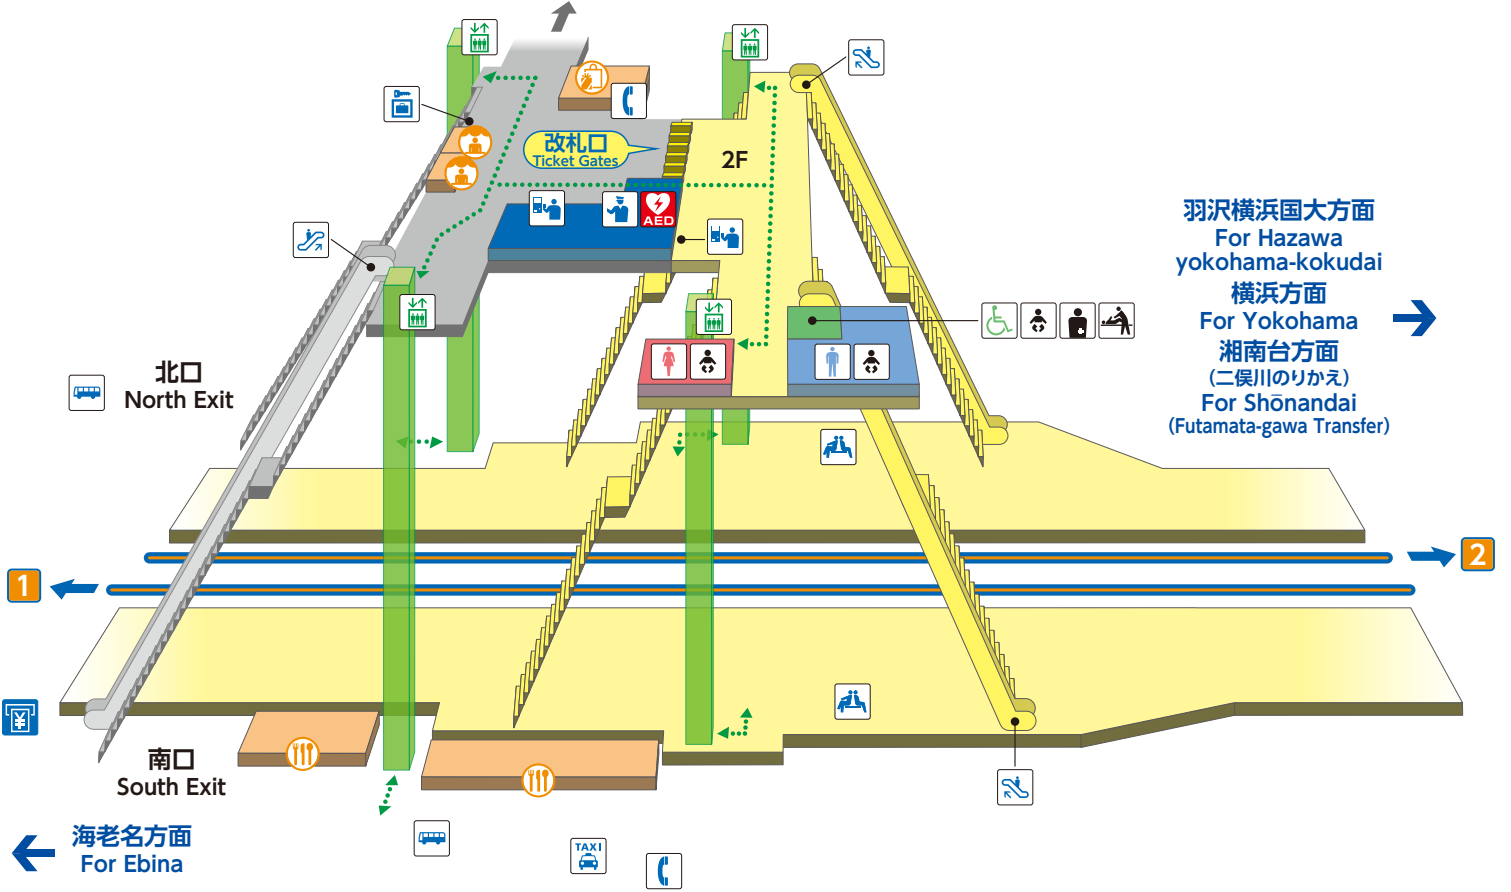 改札口
Ticket Gates
2F
AED
羽沢横浜国大方面
For Hazawa
yokohama-kokudai
横浜方面
For Yokohama
湘南台方面
（二俣川のりかえ）
For Shōnandai
(Futamata-gawa Transfer)
北口
North Exit
2
1
¥
南口
South Exit
海老名方面
For Ebina
TAXI